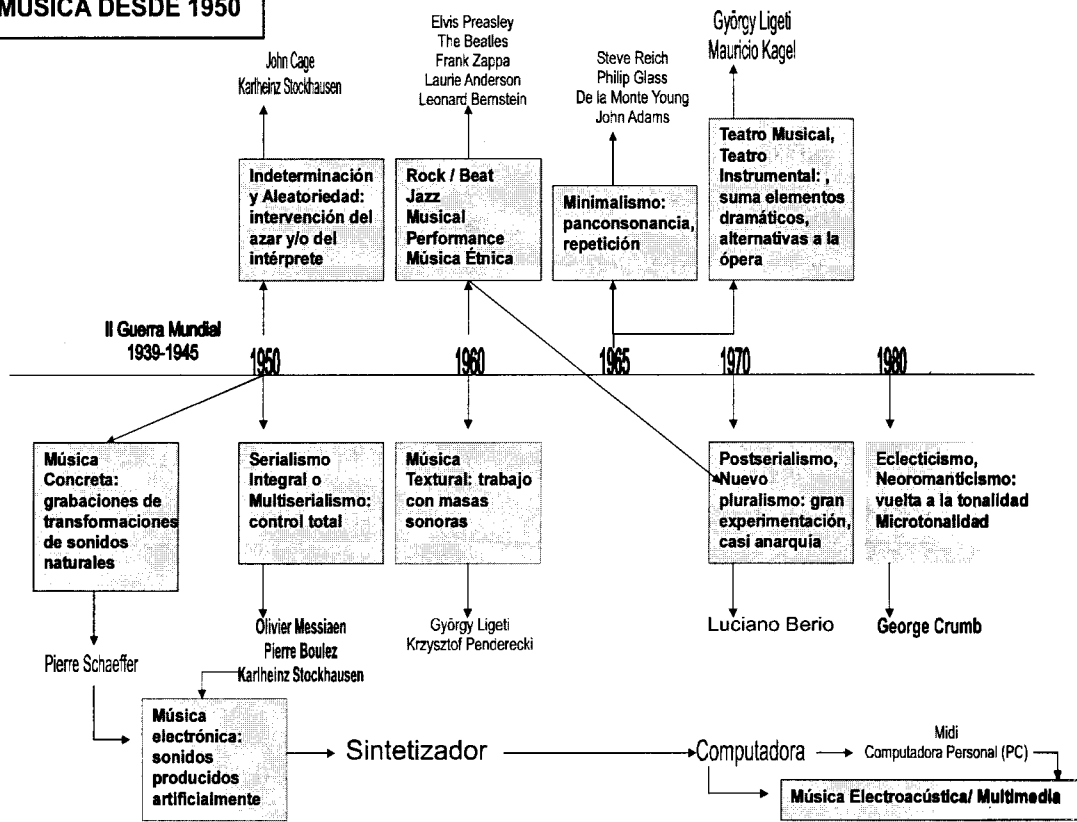 MÚSICA DESDE 1950
John Cage
Karlheinz Stockhausen
Elvis Preasley
The Beatles
Frank Zappa
Laurie Anderson
Leonard Bernstein
Steve Reich
Philip Glass
De la Monte Young
John Adams
György Ligeti
Mauricio Kagel
Indeterminación
y Aleatoriedad:
intervención del
azar y/o del
intérprete
Rock / Beat
Jazz
Musical
Performance
Música Étnica
Minimalismo:
panconsonancia,
repetición
Teatro Musical,
Teatro
Instrumental: ,
suma elementos
dramáticos,
alternativas a la
ópera
II Guerra Mundial
1939-1945
1950
1960
1965
1970
1980
Música
Concreta:
grabaciones de
transformaciones
de sonidos
naturales
Serialismo
Integral o
Multiserialismo:
control total
Música
Textural: trabajo
con masas
sonoras
Postserialismo,
Nuevo
pluralismo: gran
experimentación,
casi anarquía
Eclecticismo,
Neoromanticismo:
vuelta a la tonalidad
Microtonalidad
Pierre Schaeffer
Olivier Messiaen
Pierre Boulez
Karlheinz Stockhausen
György Ligeti
Krzysztof Penderecki
Luciano Berio
George Crumb
Música
electrónica:
sonidos
producidos
artificialmente
Sintetizador
Computadora
Midi
Computadora Personal (PC)
Música Electroacústica/ Multimedia